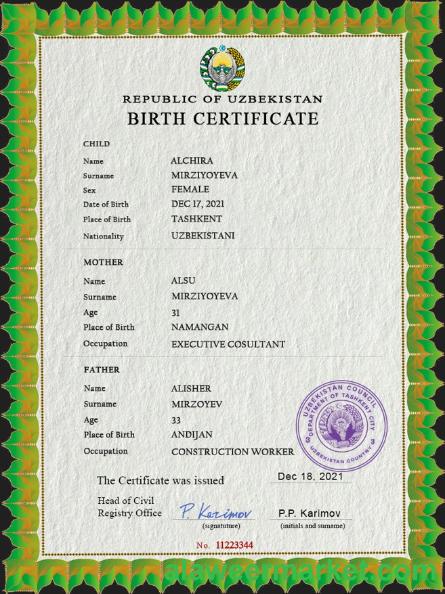 REPUBLIC OF UZBEKISTAN
BIRTH CERTIFICATE
CHILD
Name ALCHIRA
Surname MIRZIYOYEVA
Sex FEMALE
Date of Birth DEC 17, 2021
Place of Birth TASHKENT
Nationality UZBEKISTANI
MOTHER
Name ALSU
Surname MIRZIYOYEVA
Age 31
Place of Birth NAMANGAN
Occupation EXECUTIVE COSULTANT
FATHER
Name ALISHER
Surname MIRZOYEV
Age 33
Place of Birth ANDIJAN
Occupation CONSTRUCTION WORKER
UZBEKISTAN COUNCIL
DEPARTMENT OF TASHKENT CITY
UZBEKISTAN COUNTRY
The Certificate was issued Dec 18, 2021
Head of Civil
Registry Office P. Karimov P.P. Karimov
(signatuture) (initials and surname)
No. 11223344